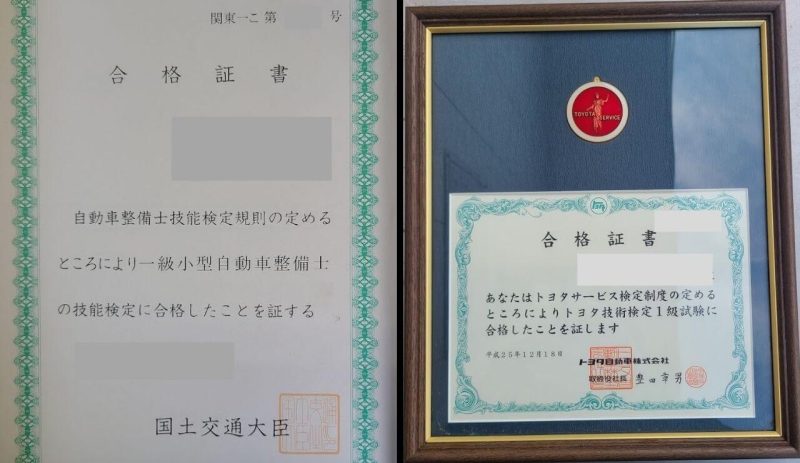 関東一こ第 号
合格証書
自動車整備士技能検定規則の定める
ところにより一級小型自動車整備士
の技能検定に合格したことを証する
国土交通大臣
TOYOTA SERVICE
合格証書
あなたはトヨタサービス検定制度の定める
ところによりトヨタ技術検定1級試験に
合格したことを証します
平成25年12月18日
トヨタ自動車株式会社
取締役社長 豊田章男